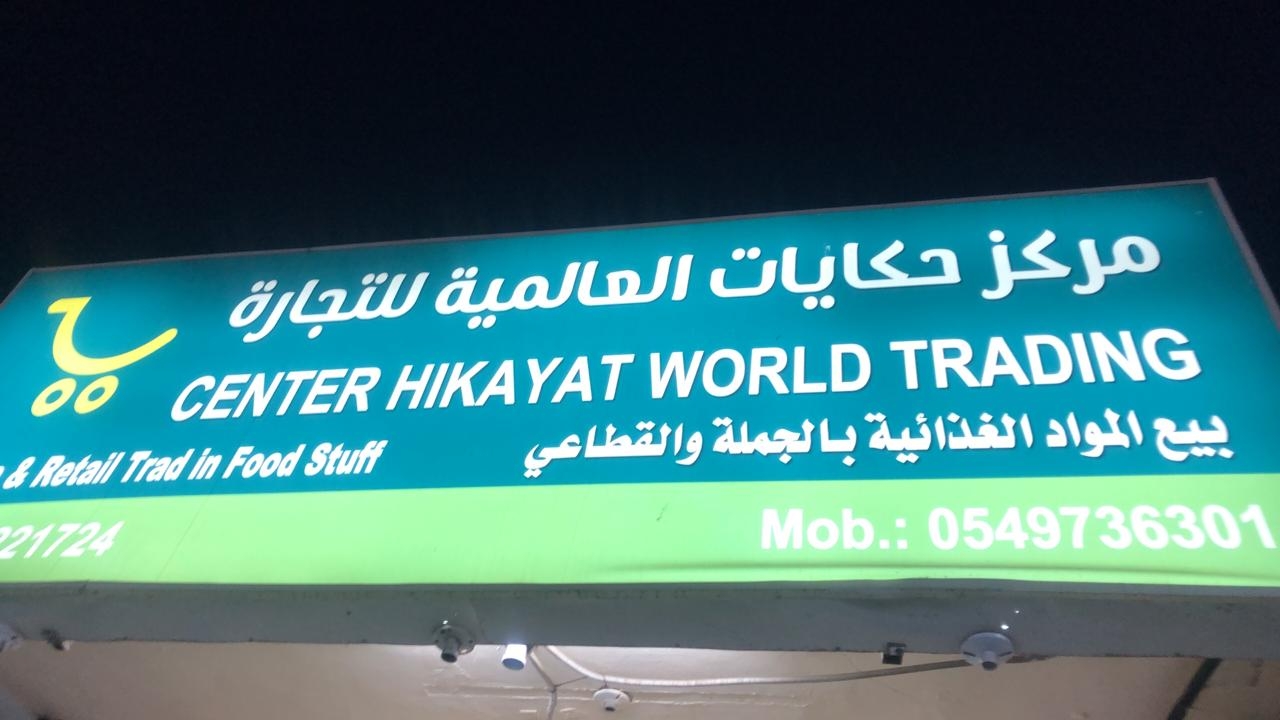 مركز حكايات العالمية للتجارة
CENTER HIKAYAT WORLD TRADING
بيع المواد الغذائية بالجملة والقطاعي
& Retail Trad in Food Stuff
Mob.: 0549736301
21724